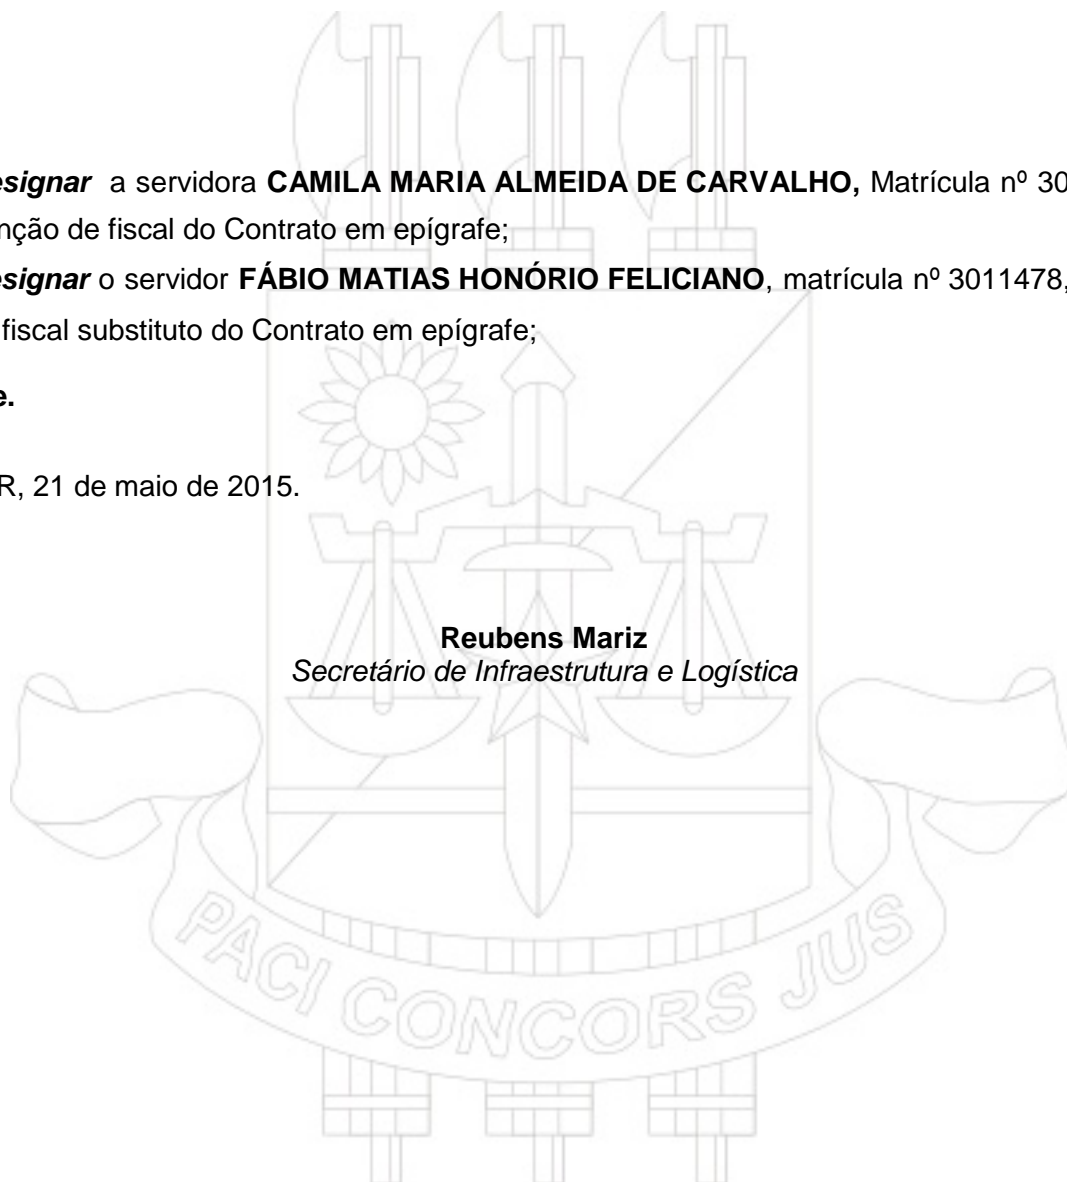 esignar a servidora CAMILA MARIA ALMEIDA DE CARVALHO, Matrícula nº 30
nção de fiscal do Contrato em epígrafe;
esignar o servidor FÁBIO MATIAS HONÓRIO FELICIANO, matrícula nº 3011478,
fiscal substituto do Contrato em epígrafe;
e.
R, 21 de maio de 2015.
Reubens Mariz
Secretário de Infraestrutura e Logística
PACI CONCORS JUS